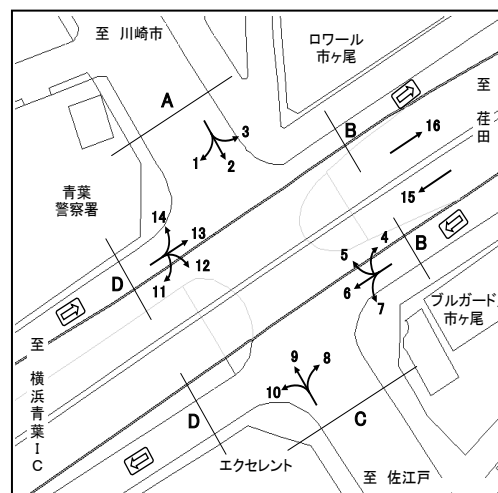 至 川崎市
ロワール
市ヶ尾
至 荏田
A
B
3
1
2
16
青葉
警察署
15
14
13
12
11
D
B
4
5
6
7
ブルガード
市ヶ尾
至 横浜青葉IC
9
8
10
D
C
エクセレント
至 佐江戸